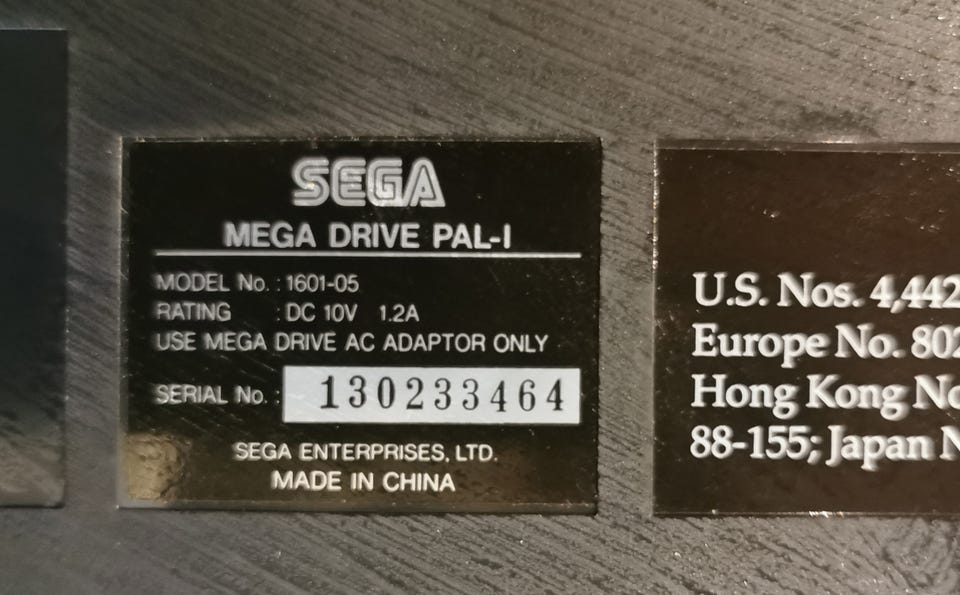 SEGA
MEGA DRIVE PAL-I
MODEL No. : 1601-05
RATING : DC 10V 1.2A
USE MEGA DRIVE AC ADAPTOR ONLY
SERIAL No. : 130233464
SEGA ENTERPRISES, LTD.
MADE IN CHINA
U.S. Nos. 4,442
Europe No. 802
Hong Kong No
88-155; Japan N